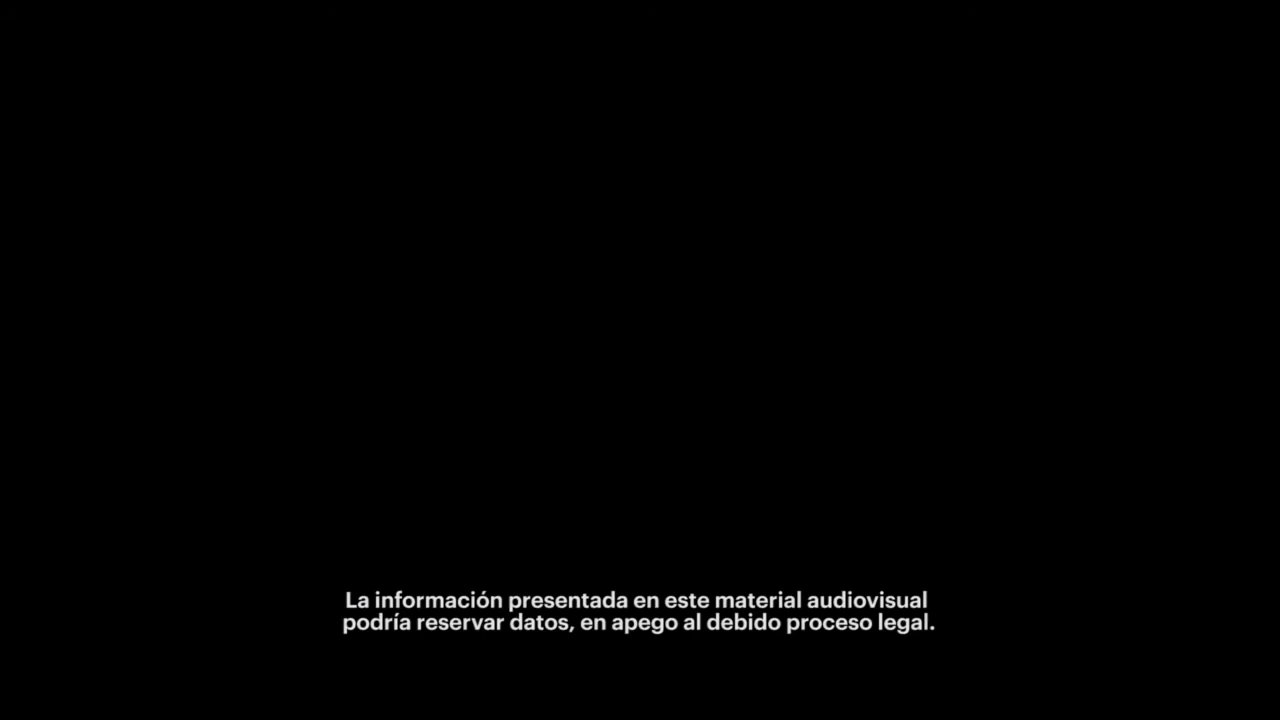 La información presentada en este material audiovisual
podría reservar datos, en apego al debido proceso legal.